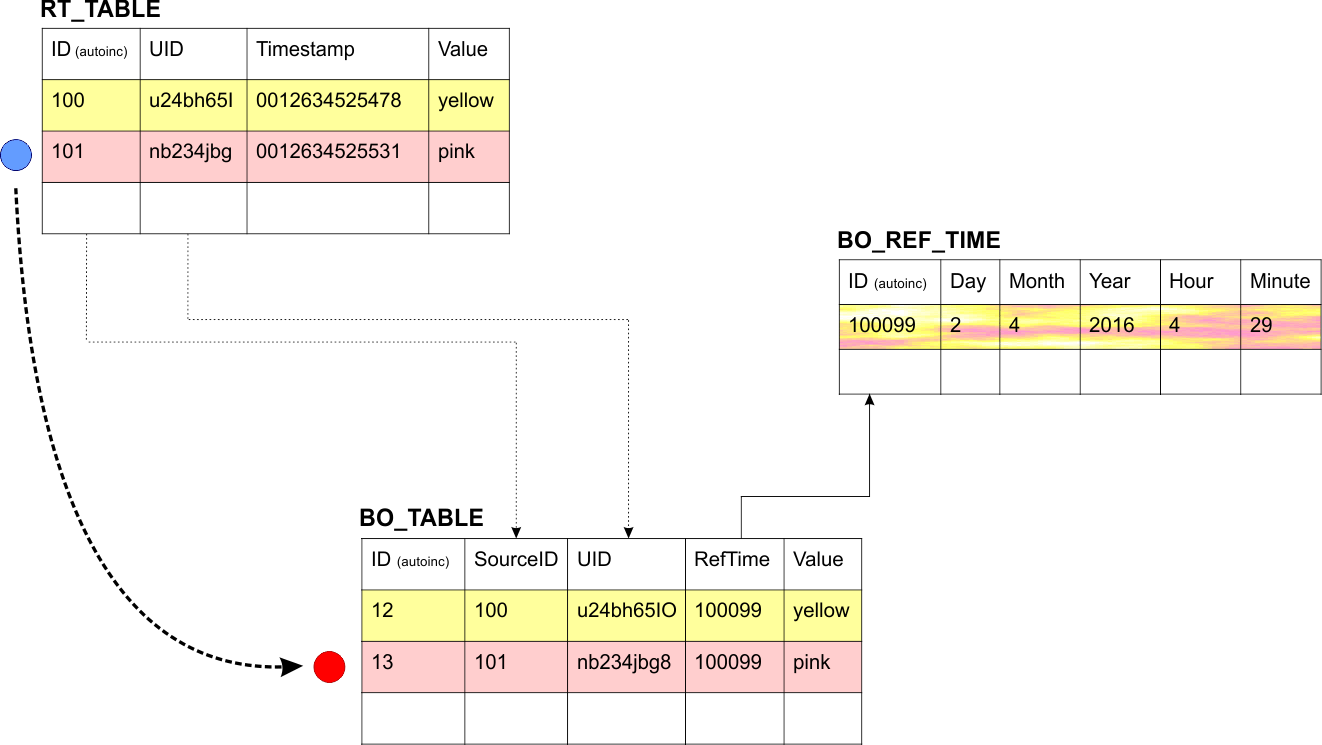 RT_TABLE
ID (autoinc) UID Timestamp Value
100 u24bh65I 0012634525478 yellow
101 nb234jbg 0012634525531 pink
BO_REF_TIME
ID (autoinc) Day Month Year Hour Minute
100099 2 4 2016 4 29
BO_TABLE
ID (autoinc) SourceID UID RefTime Value
12 100 u24bh65IO 100099 yellow
13 101 nb234jbg8 100099 pink